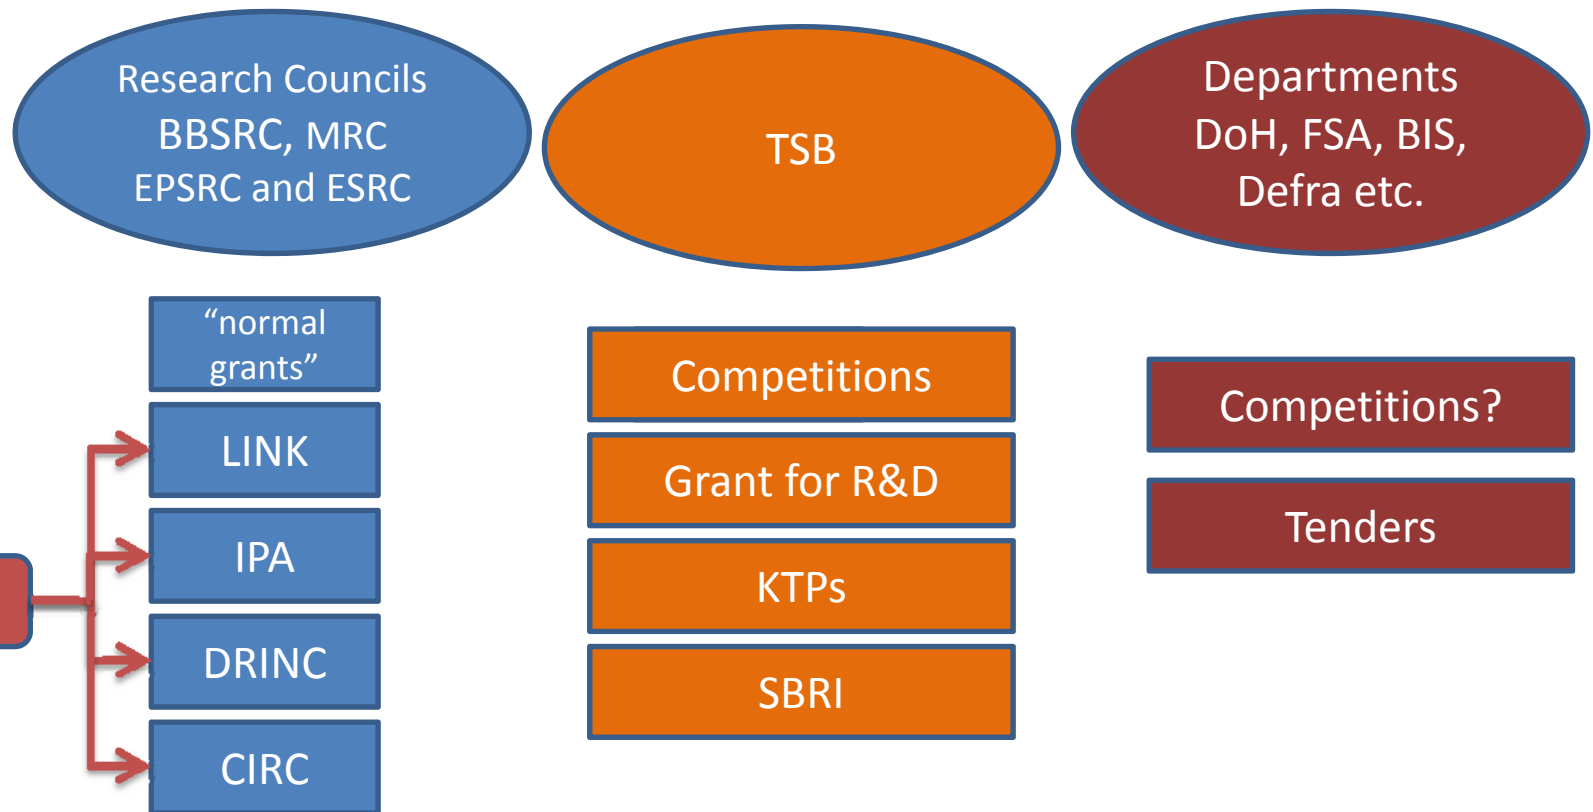 Research Councils
BBSRC, MRC
EPSRC and ESRC
TSB
Departments
DoH, FSA, BIS,
Defra etc.
“normal
grants”
LINK
IPA
DRINC
CIRC
Competitions
Grant for R&D
KTPs
SBRI
Competitions?
Tenders